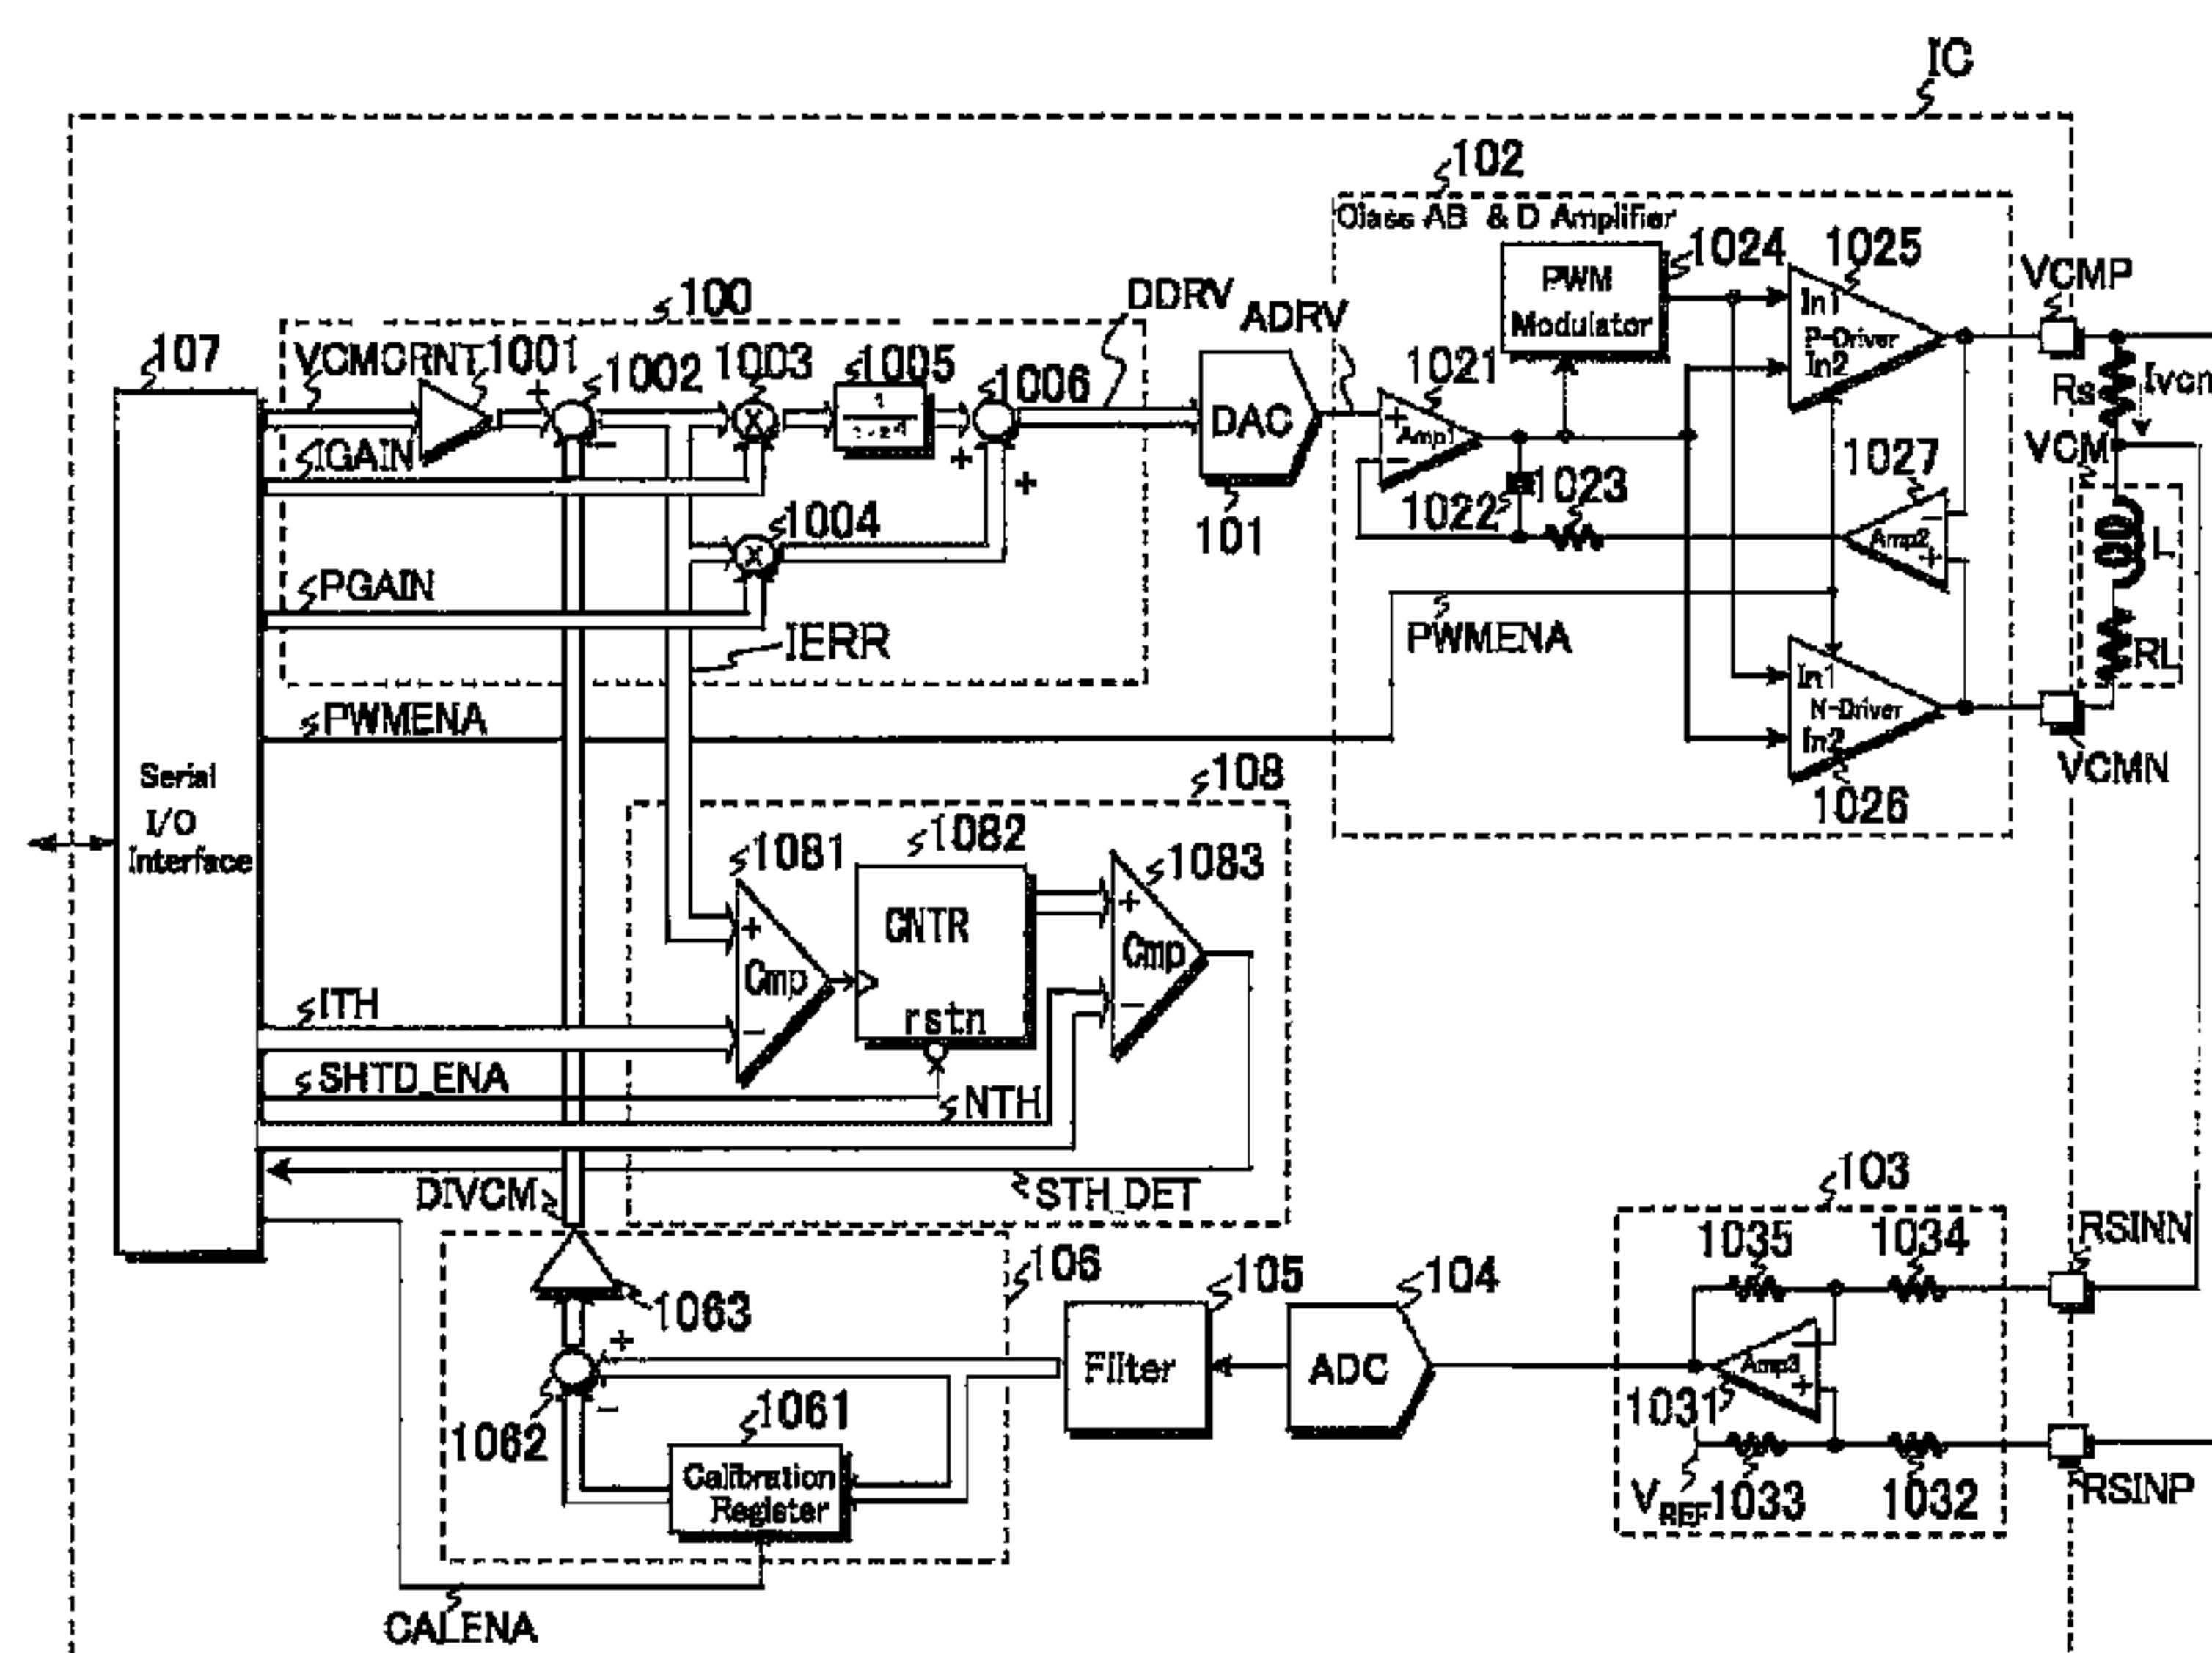 IC
102
Class AB & D Amplifier
1024
1025
PWM
Modulator
In1
P-Driver
In2
VCMP
100
DDRV
ADRV
107
VCMCRNT
1001
+
1002
−
1003
X
1005
1006
+
+
DAC
101
1021
+
Amp1
−
Rs
VCM
IGAIN
1004
X
1022
1023
1027
−
Amp2
+
L
RL
PGAIN
IERR
PWMENA
PWMENA
In1
N-Driver
In2
1026
VCMN
Serial
I/O
Interface
108
1081
1082
1083
+
Cmp
−
CNTR
rstn
+
Cmp
−
ITH
SHTD_ENA
NTH
DIVCM
STH_DET
103
1035
1034
RSINN
106
105
104
1063
+
−
1062
1061
Calibration
Register
Filter
ADC
Amp3
+
1031
VREF
1033
1032
RSINP
CALENA